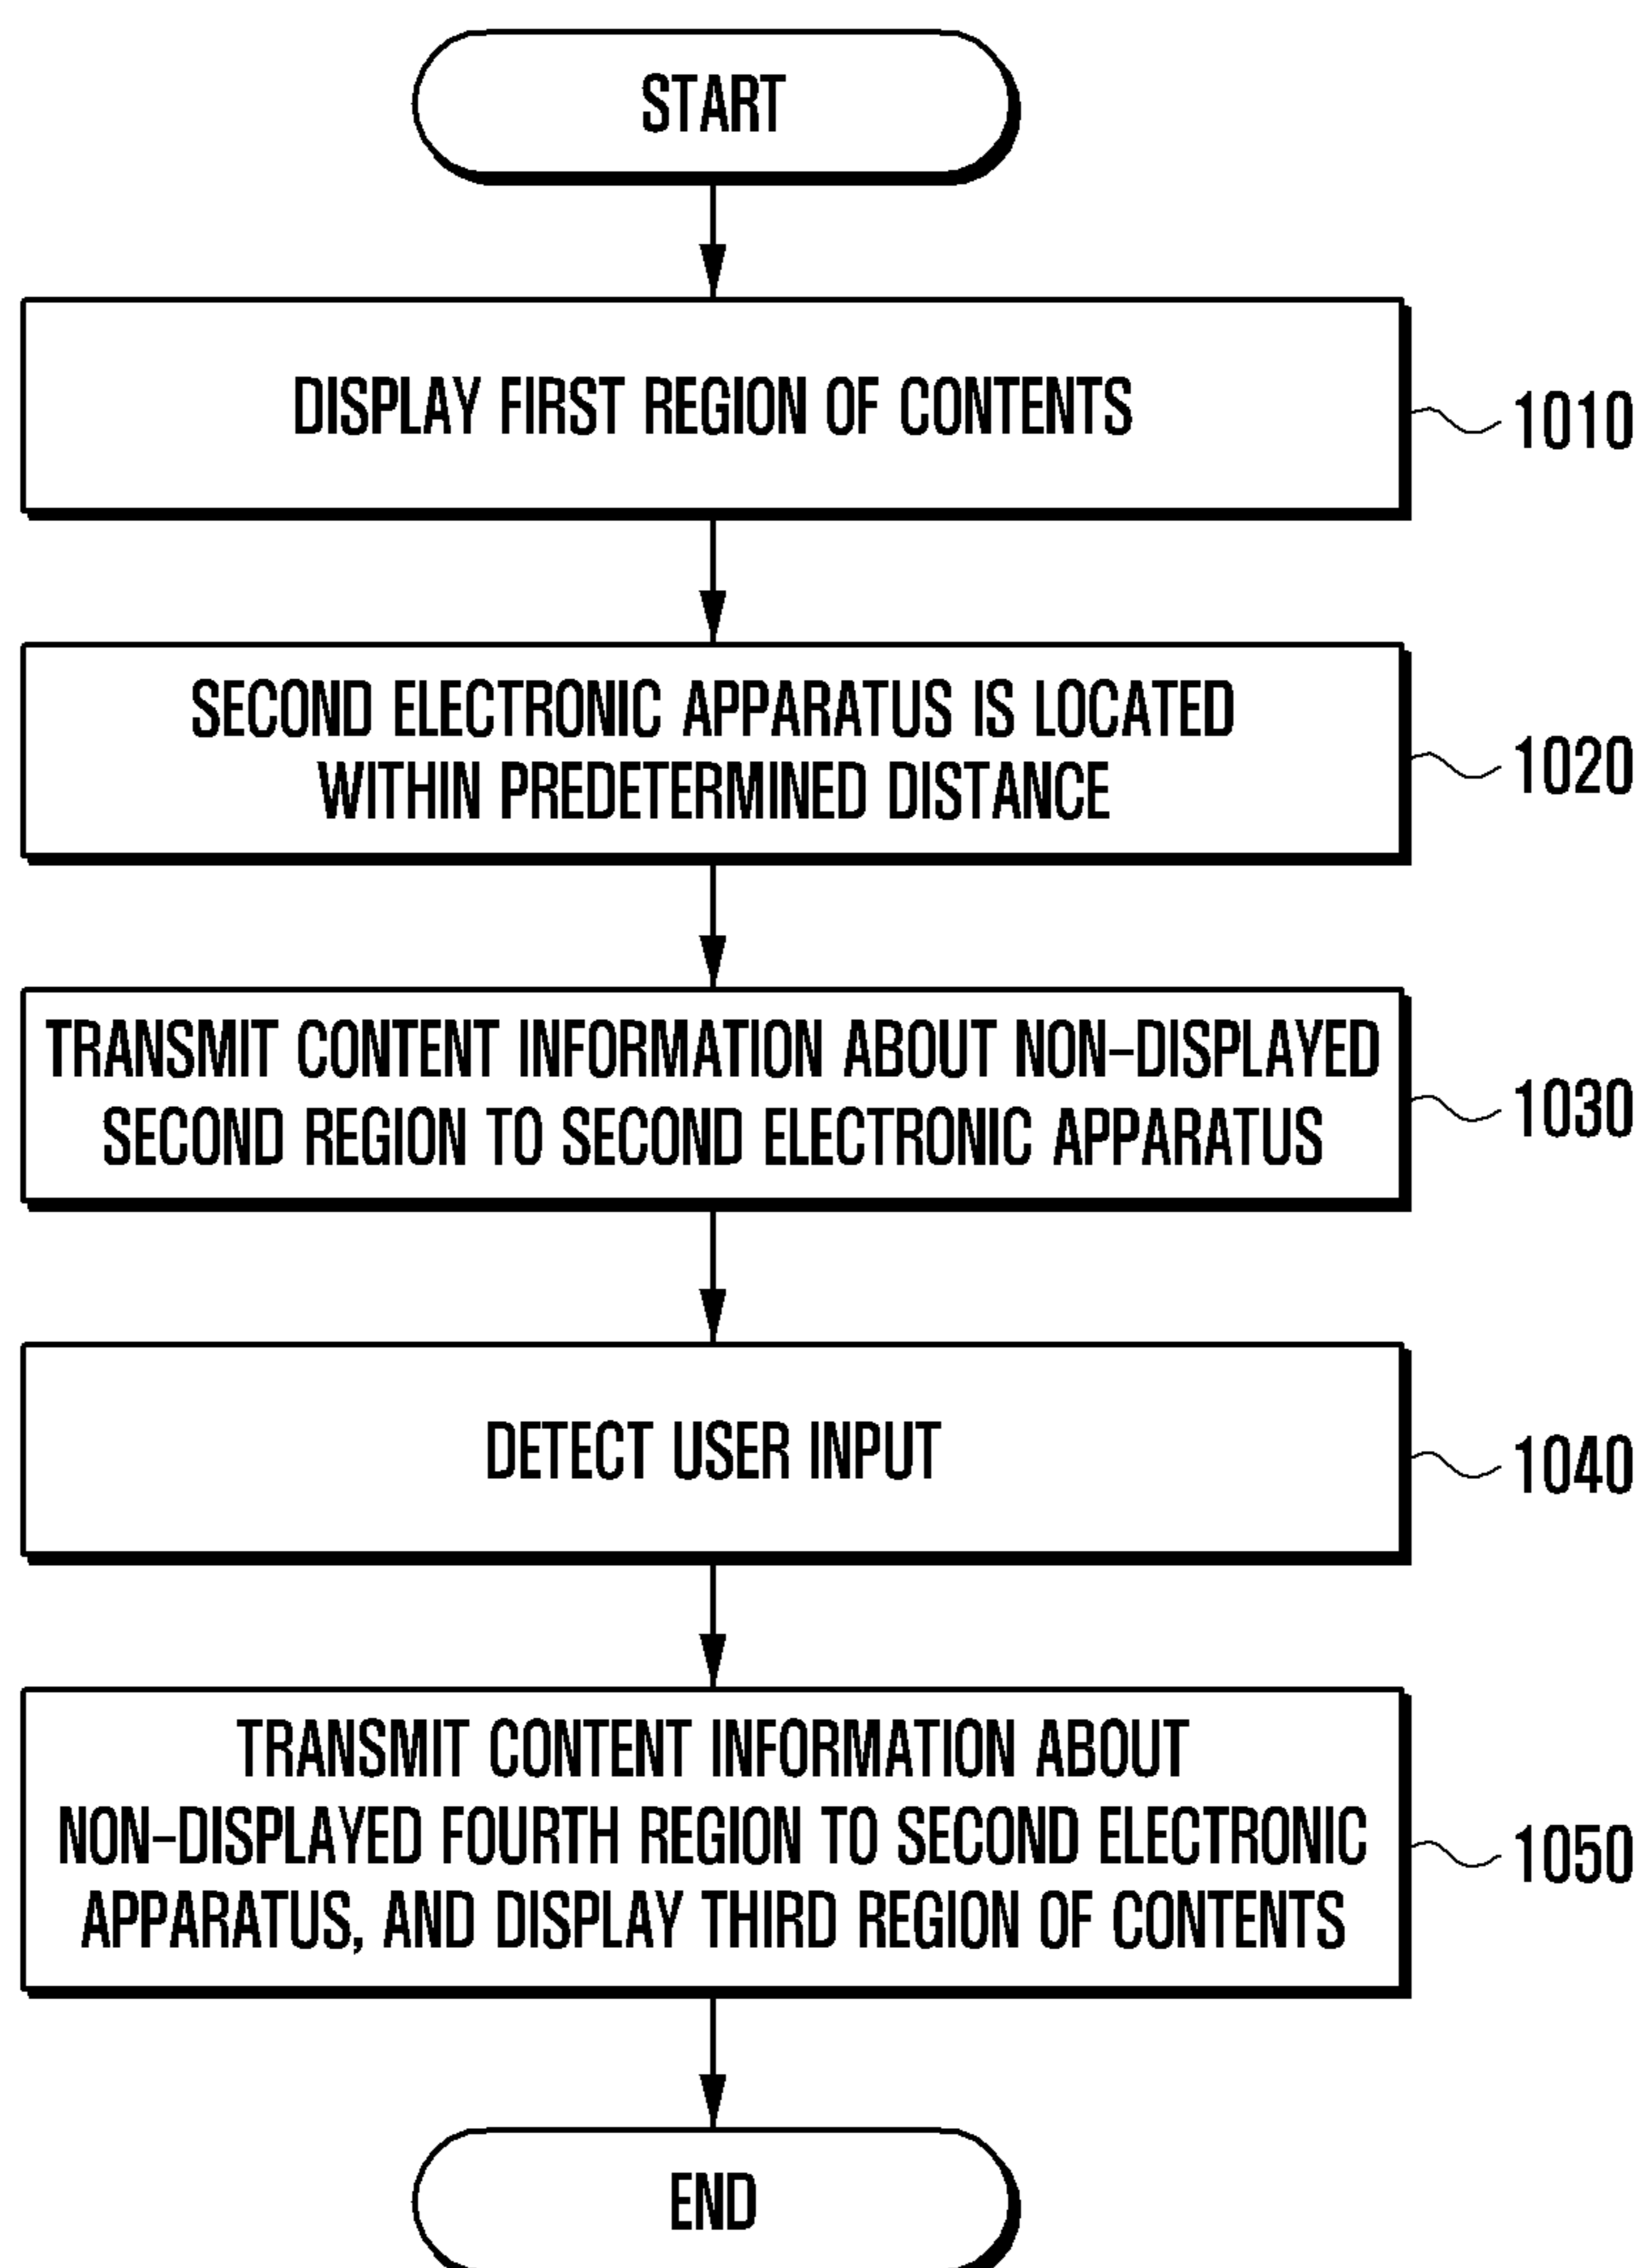 START
DISPLAY FIRST REGION OF CONTENTS
1010
SECOND ELECTRONIC APPARATUS IS LOCATED
WITHIN PREDETERMINED DISTANCE
1020
TRANSMIT CONTENT INFORMATION ABOUT NON-DISPLAYED
SECOND REGION TO SECOND ELECTRONIC APPARATUS
1030
DETECT USER INPUT
1040
TRANSMIT CONTENT INFORMATION ABOUT
NON-DISPLAYED FOURTH REGION TO SECOND ELECTRONIC
APPARATUS, AND DISPLAY THIRD REGION OF CONTENTS
1050
END